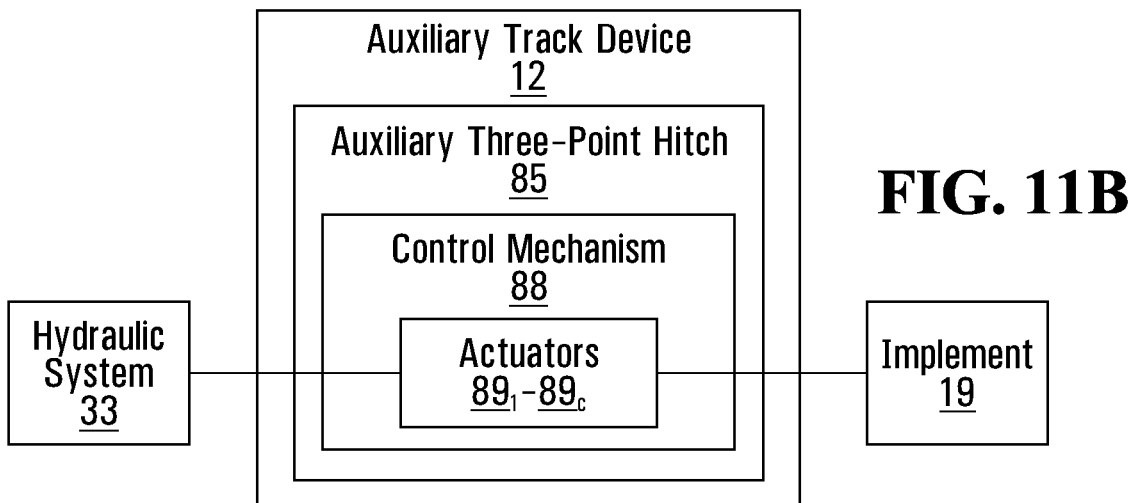 Auxiliary Track Device
12
Auxiliary Three-Point Hitch
85
FIG. 11B
Control Mechanism
88
Hydraulic
System
33
Actuators
89₁-89c
Implement
19